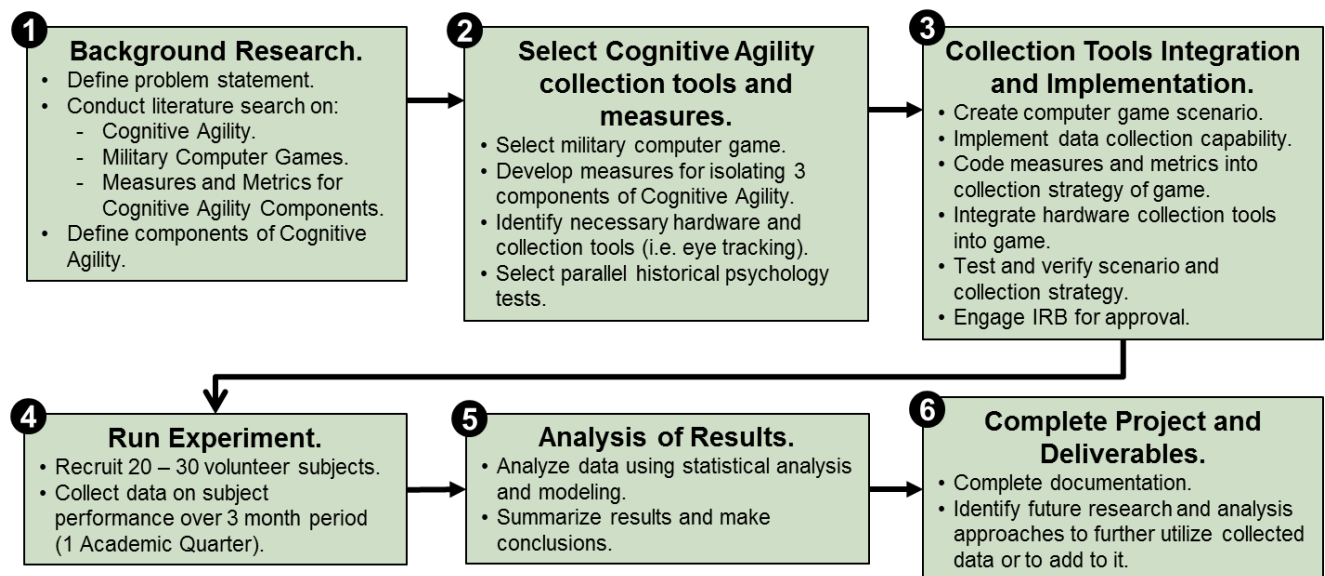 1
Background Research.
• Define problem statement.
• Conduct literature search on:
- Cognitive Agility.
- Military Computer Games.
- Measures and Metrics for
Cognitive Agility Components.
• Define components of Cognitive
Agility.
2
Select Cognitive Agility
collection tools and
measures.
• Select military computer game.
• Develop measures for isolating 3
components of Cognitive Agility.
• Identify necessary hardware and
collection tools (i.e. eye tracking).
• Select parallel historical psychology
tests.
3
Collection Tools Integration
and Implementation.
• Create computer game scenario.
• Implement data collection capability.
• Code measures and metrics into
collection strategy of game.
• Integrate hardware collection tools
into game.
• Test and verify scenario and
collection strategy.
• Engage IRB for approval.
4
Run Experiment.
• Recruit 20 – 30 volunteer subjects.
• Collect data on subject
performance over 3 month period
(1 Academic Quarter).
5
Analysis of Results.
• Analyze data using statistical analysis
and modeling.
• Summarize results and make
conclusions.
6
Complete Project and
Deliverables.
• Complete documentation.
• Identify future research and analysis
approaches to further utilize collected
data or to add to it.